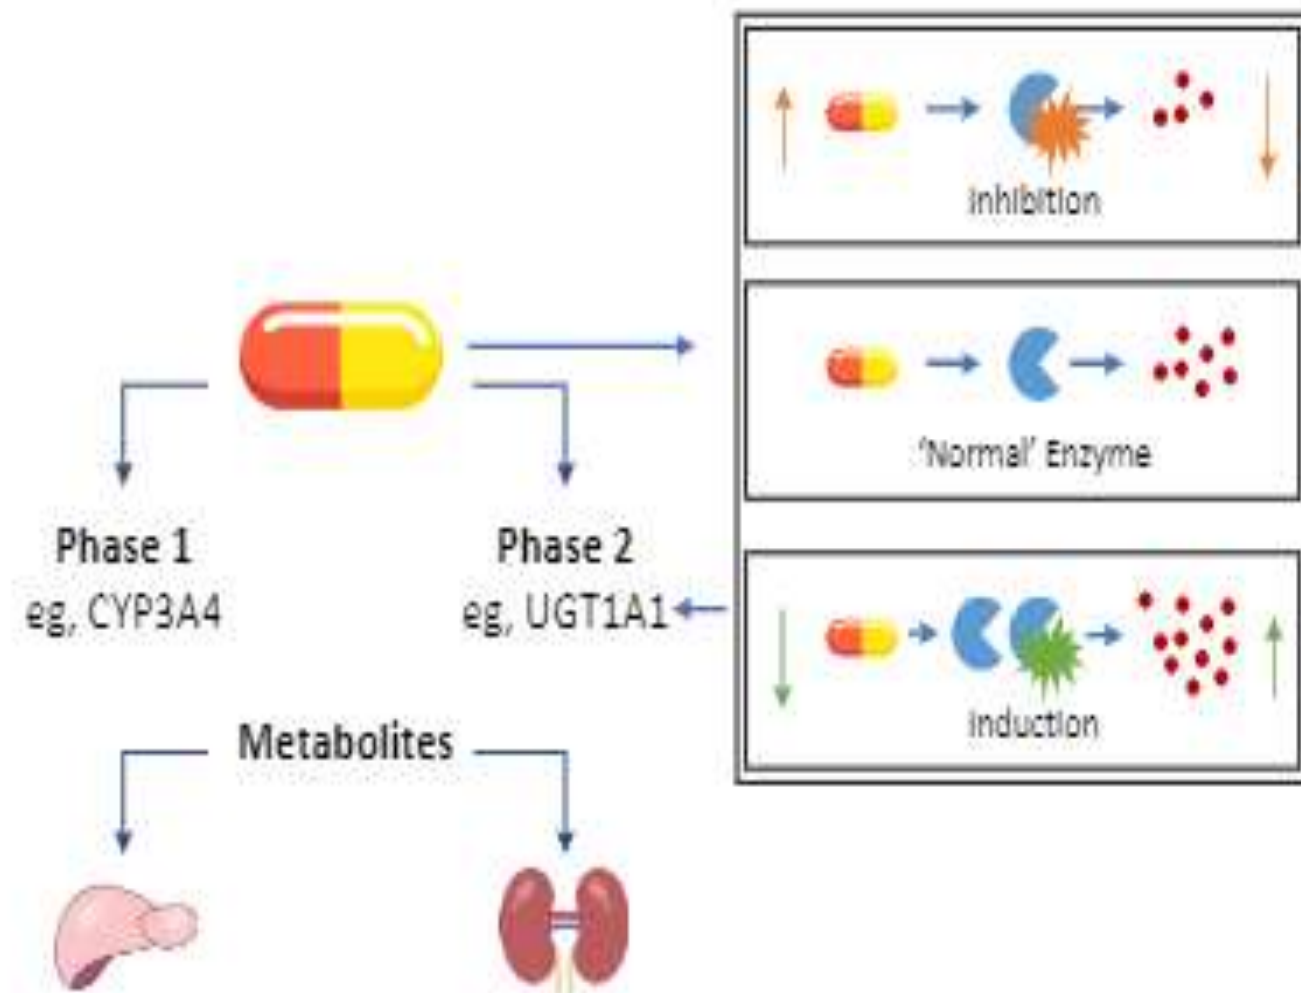 Inhibition
'Normal' Enzyme
Phase 1
eg, CYP3A4
Phase 2
eg, UGT1A1
Induction
Metabolites